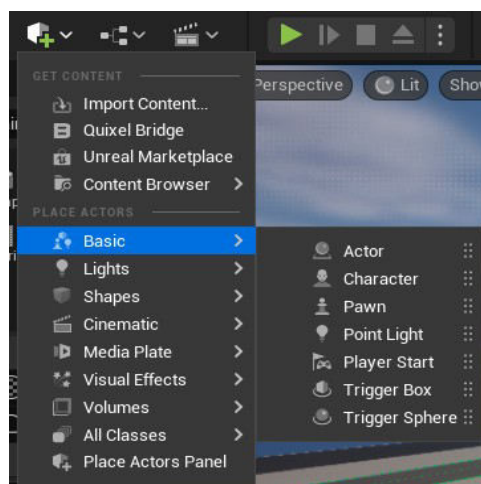 Perspective
Lit
Show
GET CONTENT
Import Content...
Quixel Bridge
Unreal Marketplace
Content Browser
PLACE ACTORS
Basic
Lights
Shapes
Cinematic
Media Plate
Visual Effects
Volumes
All Classes
Place Actors Panel
Actor
Character
Pawn
Point Light
Player Start
Trigger Box
Trigger Sphere